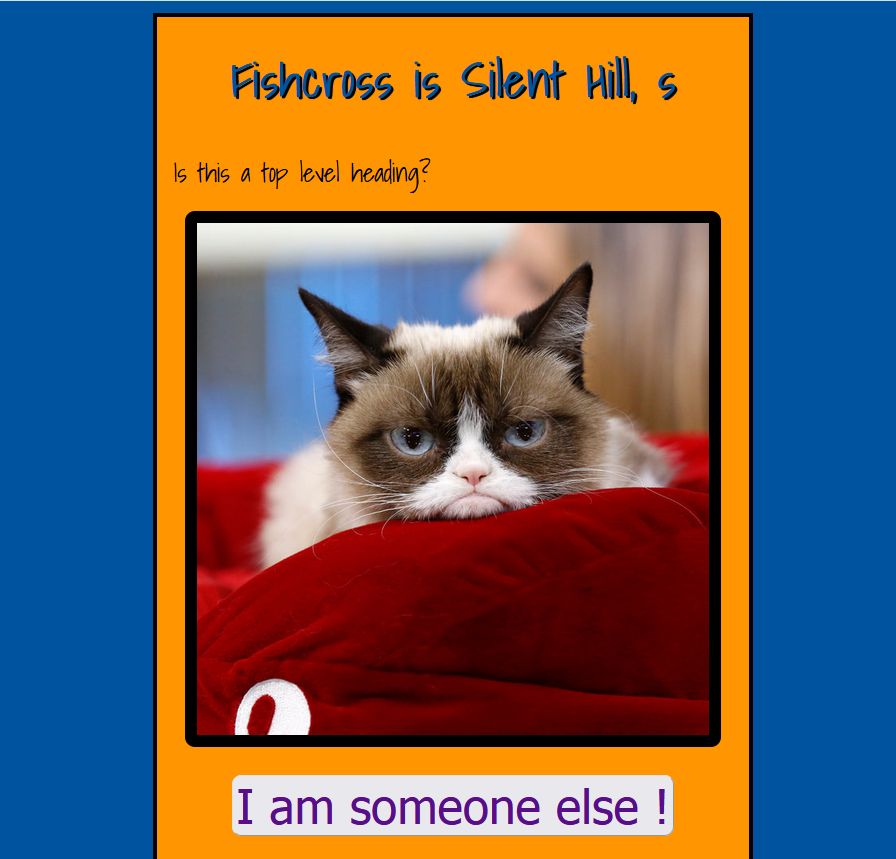 Fishcross is Silent Hill, s
Is this a top level heading?
I am someone else !